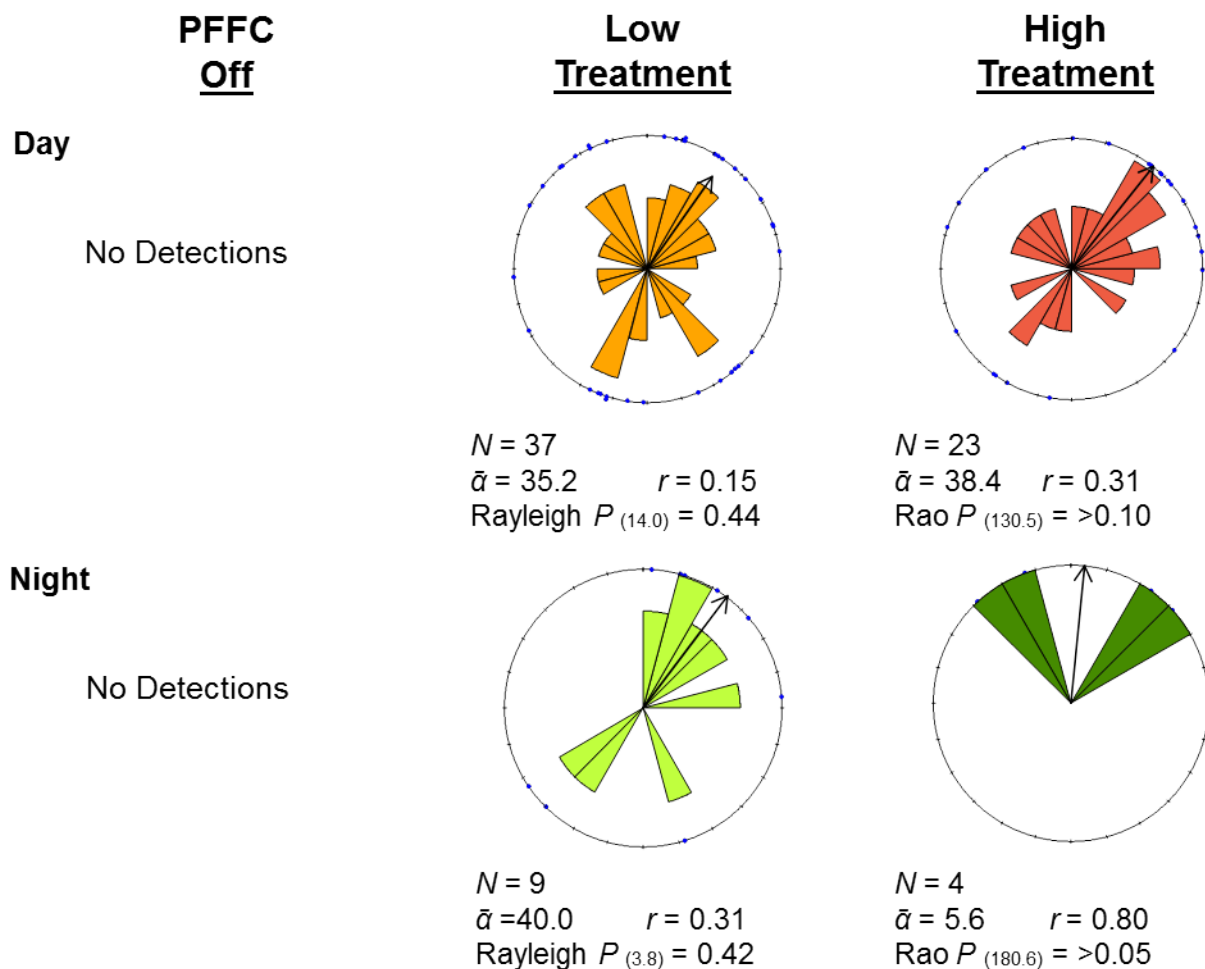 PFFC
Off
Low
Treatment
High
Treatment
Day
No Detections
N = 37
ᾱ = 35.2 r = 0.15
Rayleigh P (14.0) = 0.44
N = 23
ᾱ = 38.4 r = 0.31
Rao P (130.5) = >0.10
Night
No Detections
N = 9
ᾱ =40.0 r = 0.31
Rayleigh P (3.8) = 0.42
N = 4
ᾱ = 5.6 r = 0.80
Rao P (180.6) = >0.05